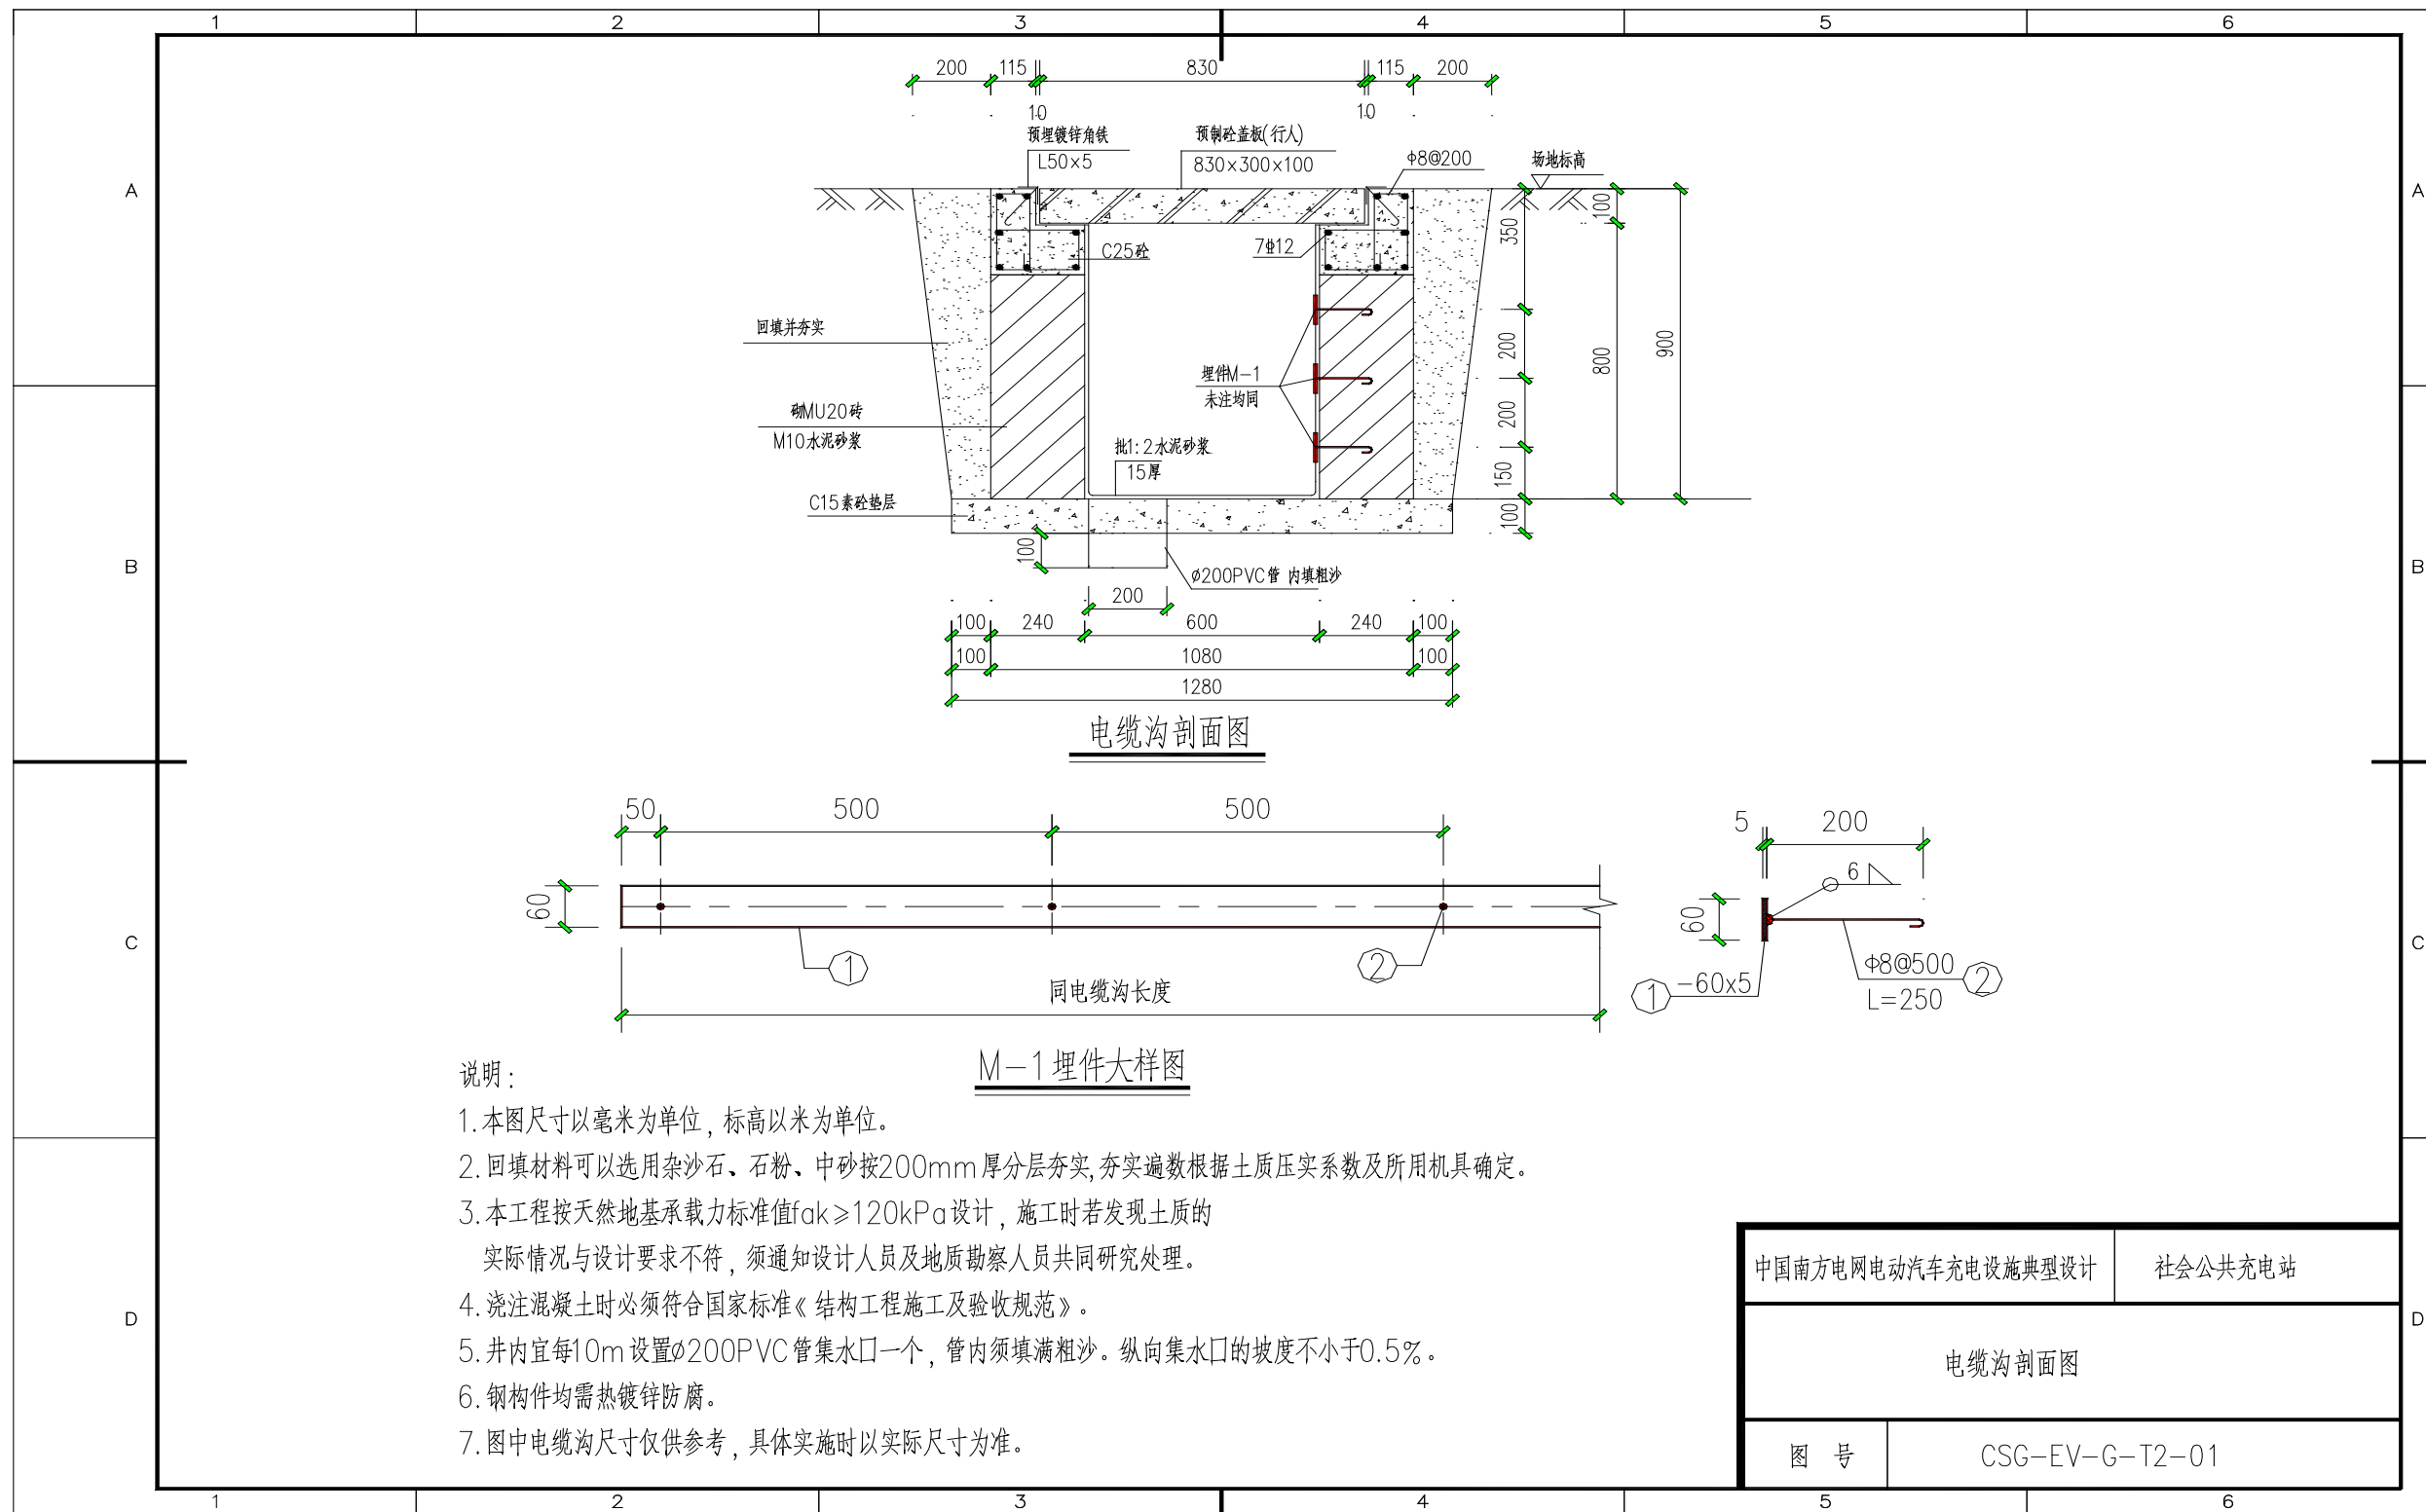 1 2 3 4 5 6
200 115 830 115 200
10 10
预埋镀锌角铁
L50×5
预制砼盖板(行人)
830×300×100
Φ8@200
场地标高
A A
100
350
C25砼
7Φ12
回填并夯实
200
800
900
埋件M-1
未注均同
砌MU20砖
M10水泥砂浆
200
批1:2水泥砂浆
15厚
150
C15素砼垫层
100
100
B B
ø200PVC管 内填粗沙
200
100 240 600 240 100
100 1080 100
1280
电缆沟剖面图
50 500 500
5 200
6
60
60
C C
1
2
Φ8@500 2
L=250
1 -60x5
同电缆沟长度
M-1埋件大样图
说明:
1.本图尺寸以毫米为单位,标高以米为单位。
2.回填材料可以选用杂沙石、石粉、中砂按200mm厚分层夯实,夯实遍数根据土质压实系数及所用机具确定。
3.本工程按天然地基承载力标准值fak≥120kPa设计,施工时若发现土质的
实际情况与设计要求不符,须通知设计人员及地质勘察人员共同研究处理。
4.浇注混凝土时必须符合国家标准《结构工程施工及验收规范》。
5.井内宜每10m设置ø200PVC管集水口一个,管内须填满粗沙。纵向集水口的坡度不小于0.5%。
6.钢构件均需热镀锌防腐。
7.图中电缆沟尺寸仅供参考,具体实施时以实际尺寸为准。
D D
中国南方电网电动汽车充电设施典型设计 社会公共充电站
电缆沟剖面图
图 号 CSG-EV-G-T2-01
1 2 3 4 5 6